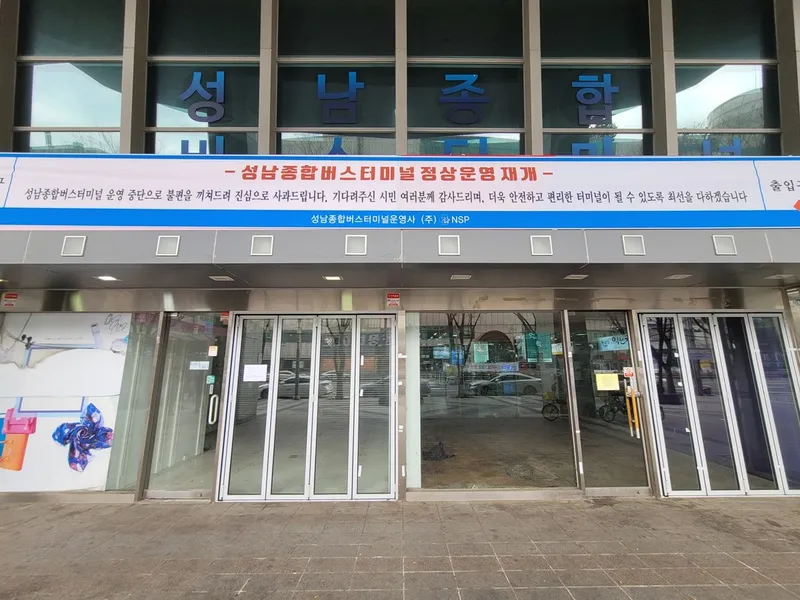 성남종합
버스터미널
- 성남종합버스터미널 정상운영 재개 -
성남종합버스터미널 운영 중단으로 불편을 끼쳐드려 진심으로 사과드립니다. 기다려주신 시민 여러분께 감사드리며, 더욱 안전하고 편리한 터미널이 될 수 있도록 최선을 다하겠습니다
출입구
성남종합버스터미널운영사 (주) NSP